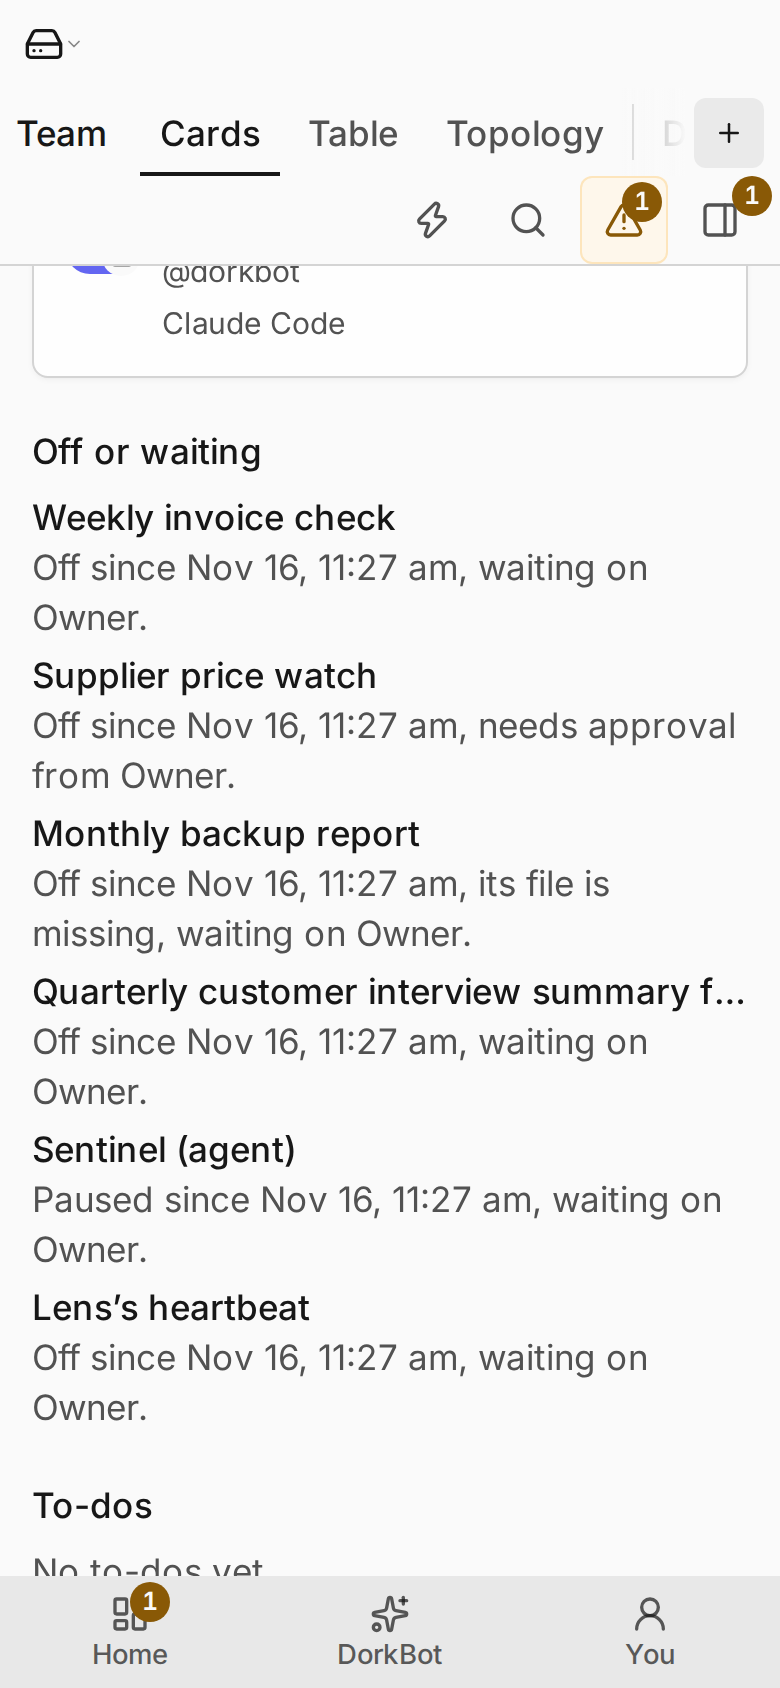 Team Cards Table Topology
1
1
@dorkbot
Claude Code
Off or waiting
Weekly invoice check
Off since Nov 16, 11:27 am, waiting on
Owner.
Supplier price watch
Off since Nov 16, 11:27 am, needs approval
from Owner.
Monthly backup report
Off since Nov 16, 11:27 am, its file is
missing, waiting on Owner.
Quarterly customer interview summary f...
Off since Nov 16, 11:27 am, waiting on
Owner.
Sentinel (agent)
Paused since Nov 16, 11:27 am, waiting on
Owner.
Lens’s heartbeat
Off since Nov 16, 11:27 am, waiting on
Owner.
To-dos
No to-dos yet
1
Home DorkBot You